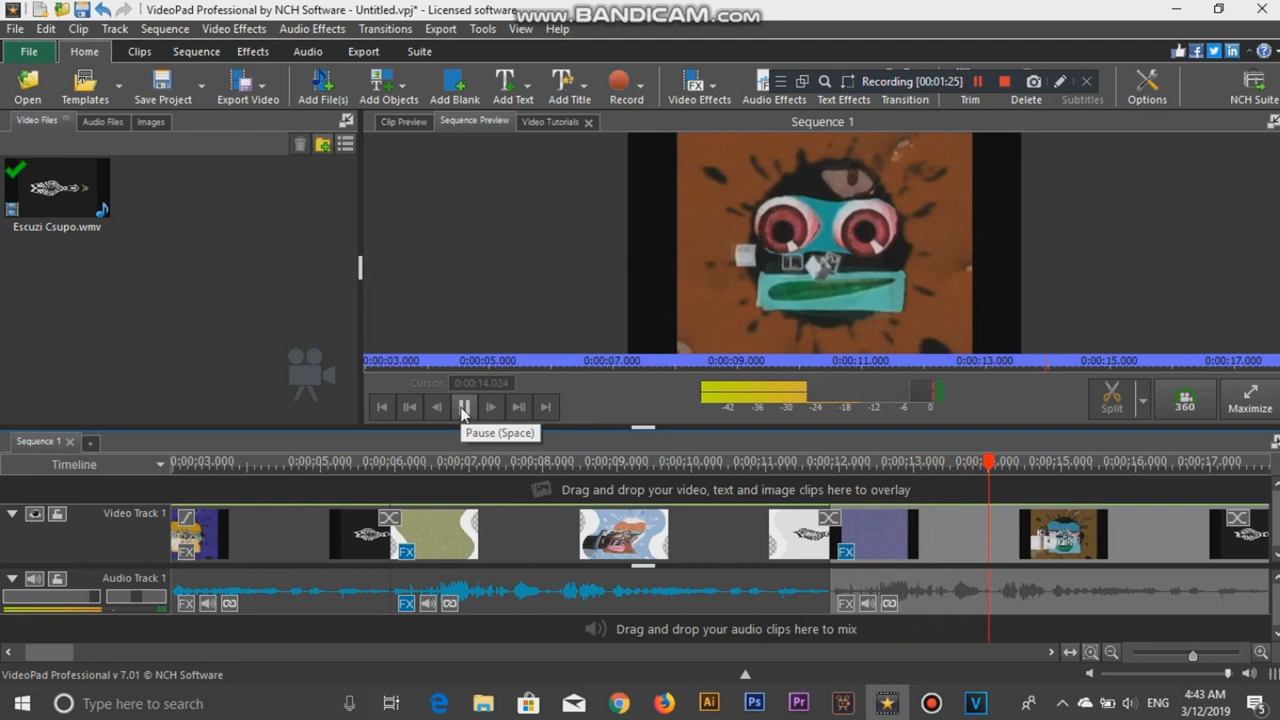 VideoPad Professional by NCH Software - Untitled.vpj* - Licensed software
www.BANDICAM.com
File Edit Clip Track Sequence Video Effects Audio Effects Transitions Export Tools View Help
File Home Clips Sequence Effects Audio Export Suite
Recording [00:01:25]
Open Templates Save Project Export Video Add File(s) Add Objects Add Blank Add Text Add Title Record Video Effects Audio Effects Text Effects Transition Trim Delete Subtitles Options NCH Suite
Video Files Audio Files Images
Clip Preview Sequence Preview Video Tutorials Sequence 1
Escuzi Csupo.wmv
0:00:03.000 0:00:05.000 0:00:07.000 0:00:09.000 0:00:11.000 0:00:13.000 0:00:15.000 0:00:17.000
Cursor: 0:00:14.024
-42 -36 -30 -24 -18 -12 -6 0
Split 360 Maximize
Pause (Space)
Sequence 1
Timeline
0:00:03.000 0:00:05.000 0:00:06.000 0:00:07.000 0:00:08.000 0:00:09.000 0:00:10.000 0:00:11.000 0:00:12.000 0:00:13.000 0:00:15.000 0:00:16.000 0:00:17.000
Drag and drop your video, text and image clips here to overlay
Video Track 1
FX FX FX
Audio Track 1
FX FX FX
Drag and drop your audio clips here to mix
VideoPad Professional v 7.01 © NCH Software
Type here to search
Ai Ps Pr V
ENG
4:43 AM
3/12/2019
5